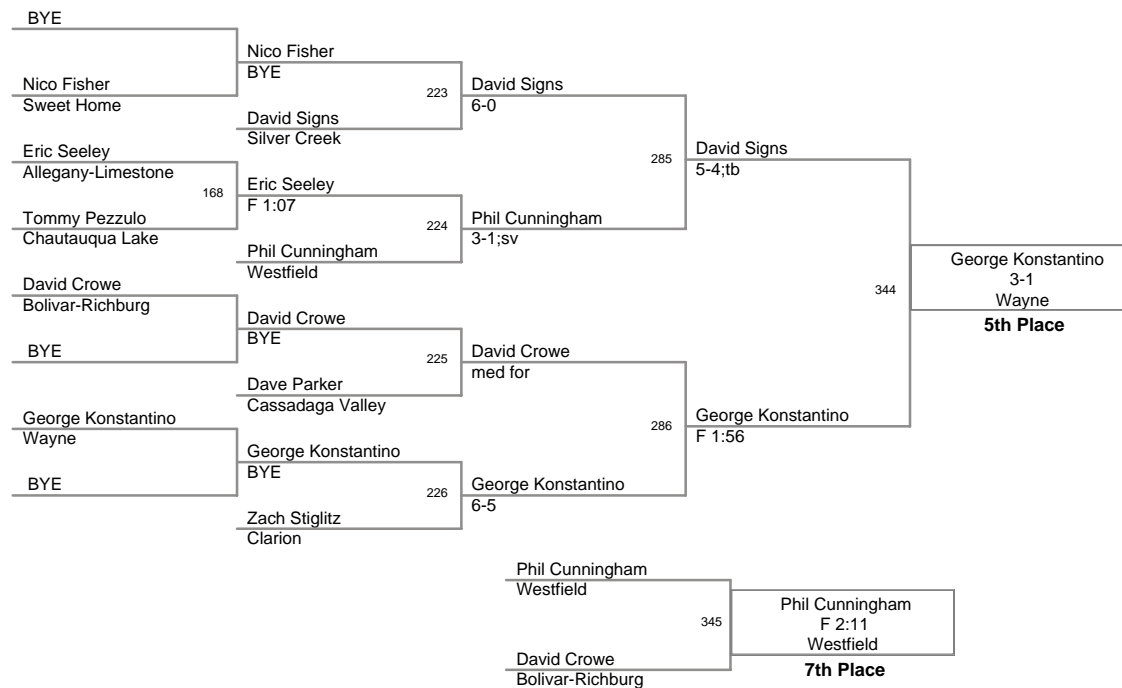 BYE
Nico Fisher
Sweet Home
Eric Seeley
Allegany-Limestone
168
Tommy Pezzulo
Chautauqua Lake
David Crowe
Bolivar-Richburg
BYE
George Konstantino
Wayne
BYE
Nico Fisher
BYE
223
David Signs
Silver Creek
Eric Seeley
F 1:07
224
Phil Cunningham
Westfield
David Crowe
BYE
225
Dave Parker
Cassadaga Valley
George Konstantino
BYE
226
Zach Stiglitz
Clarion
David Signs
6-0
285
Phil Cunningham
3-1;sv
David Crowe
med for
286
George Konstantino
6-5
David Signs
5-4;tb
344
George Konstantino
F 1:56
George Konstantino
3-1
Wayne
5th Place
Phil Cunningham
Westfield
345
David Crowe
Bolivar-Richburg
Phil Cunningham
F 2:11
Westfield
7th Place